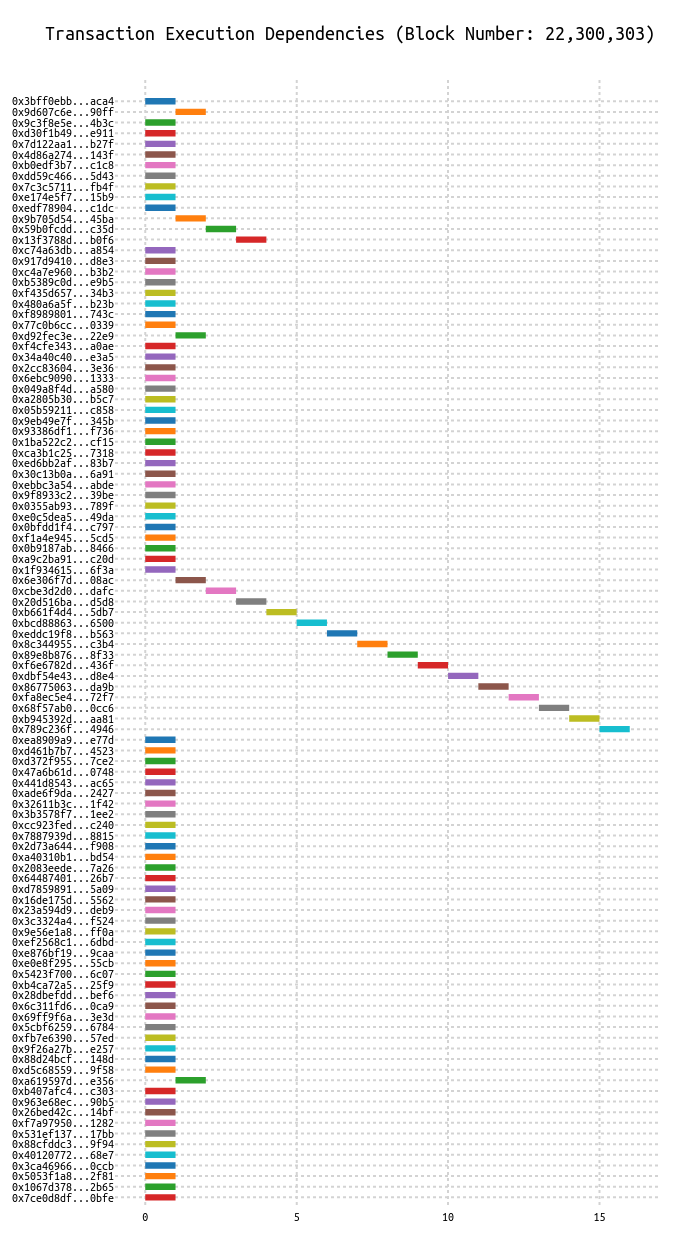 Transaction Execution Dependencies (Block Number: 22,300,303)
0x3bff0ebb...aca4
0x9d607c6e...90ff
0x9c3f8e5e...4b3c
0xd30f1b49...e911
0x7d122aa1...b27f
0x4d86a274...143f
0xb0edf3b7...c1c8
0xdd59c466...5d43
0x7c3c5711...fb4f
0xe174e5f7...15b9
0xedf78904...c1dc
0x9b705d54...45ba
0x59b0fcdd...c35d
0x13f3788d...b0f6
0xc74a63db...a854
0x917d9410...d8e3
0xc4a7e960...b3b2
0xb5389c0d...e9b5
0xf435d657...34b3
0x480a6a5f...b23b
0xf8989801...743c
0x77c0b6cc...0339
0xd92fec3e...22e9
0xf4cfe343...a0ae
0x34a40c40...e3a5
0x2cc83604...3e36
0x6ebc9090...1333
0x049a8f4d...a580
0xa2805b30...b5c7
0x05b59211...c858
0x9eb49e7f...345b
0x93386df1...f736
0x1ba522c2...cf15
0xca3b1c25...7318
0xed6bb2af...83b7
0x30c13b0a...6a91
0xebbc3a54...abde
0x9f8933c2...39be
0x0355ab93...789f
0xe0c5dea5...49da
0x0bfdd1f4...c797
0xf1a4e945...5cd5
0x0b9187ab...8466
0xa9c2ba91...c20d
0x1f934615...6f3a
0x6e306f7d...08ac
0xcbe3d2d0...dafc
0x20d516ba...d5d8
0xb661f4d4...5db7
0xbcd88863...6500
0xeddc19f8...b563
0x8c344955...c3b4
0x89e8b876...8f33
0xf6e6782d...436f
0xdbf54e43...d8e4
0x86775063...da9b
0xfa8ec5e4...72f7
0x68f57ab0...0cc6
0xb945392d...aa81
0x789c236f...4946
0xea8909a9...e77d
0xd461b7b7...4523
0xd372f955...7ce2
0x47a6b61d...0748
0x441d8543...ac65
0xade6f9da...2427
0x32611b3c...1f42
0x3b3578f7...1ee2
0xcc923fed...c240
0x7887939d...8815
0x2d73a644...f908
0xa40310b1...bd54
0x2083eede...7a26
0x64487401...26b7
0xd7859891...5a09
0x16de175d...5562
0x23a594d9...deb9
0x3c3324a4...f524
0x9e56e1a8...ff0a
0xef2568c1...6dbd
0xe876bf19...9caa
0xe0e8f295...55cb
0x5423f700...6c07
0xb4ca72a5...25f9
0x28dbefdd...bef6
0x6c311fd6...0ca9
0x69ff9f6a...3e3d
0x5cbf6259...6784
0xfb7e6390...57ed
0x9f26a27b...e257
0x88d24bcf...148d
0xd5c68559...9f58
0xa619597d...e356
0xb407afc4...c303
0x963e68ec...90b5
0x26bed42c...14bf
0xf7a97950...1282
0x531ef137...17bb
0x88cfddc3...9f94
0x40120772...68e7
0x3ca46966...0ccb
0x5053f1a8...2f81
0x1067d378...2b65
0x7ce0d8df...0bfe
0 5 10 15